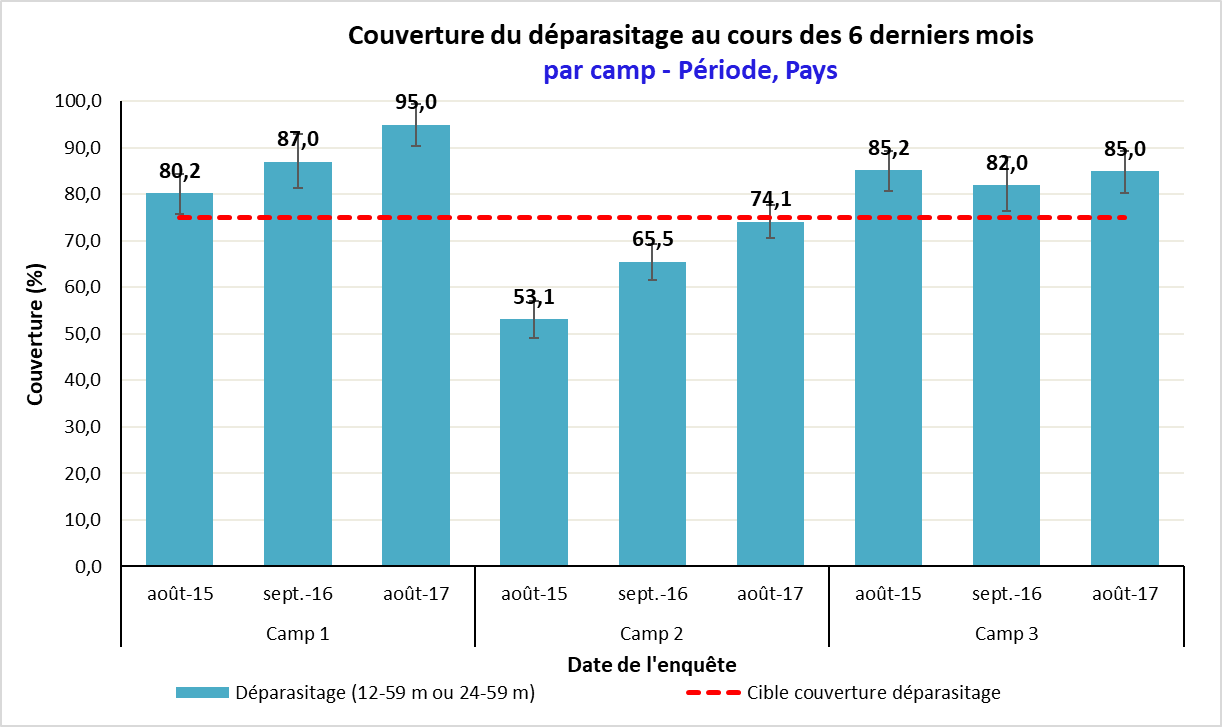 Couverture du déparasitage au cours des 6 derniers mois
par camp - Période, Pays
Couverture (%)
100,0
90,0
80,0
70,0
60,0
50,0
40,0
30,0
20,0
10,0
0,0
80,2
87,0
95,0
53,1
65,5
74,1
85,2
82,0
85,0
août-15 sept.-16 août-17 août-15 sept.-16 août-17 août-15 sept.-16 août-17
Camp 1 Camp 2 Camp 3
Date de l'enquête
Déparasitage (12-59 m ou 24-59 m) Cible couverture déparasitage